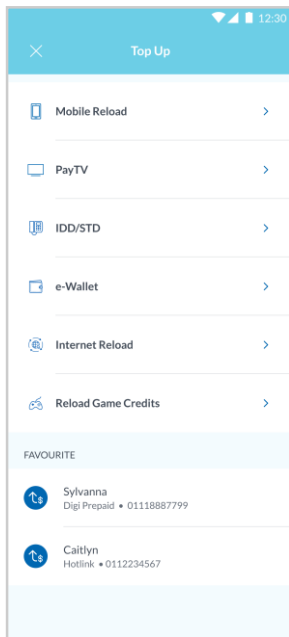 12:30
Top Up
Mobile Reload
PayTV
IDD/STD
e-Wallet
Internet Reload
Reload Game Credits
FAVOURITE
Sylvanna
Digi Prepaid • 01118887799
Caitlyn
Hotlink • 0112234567